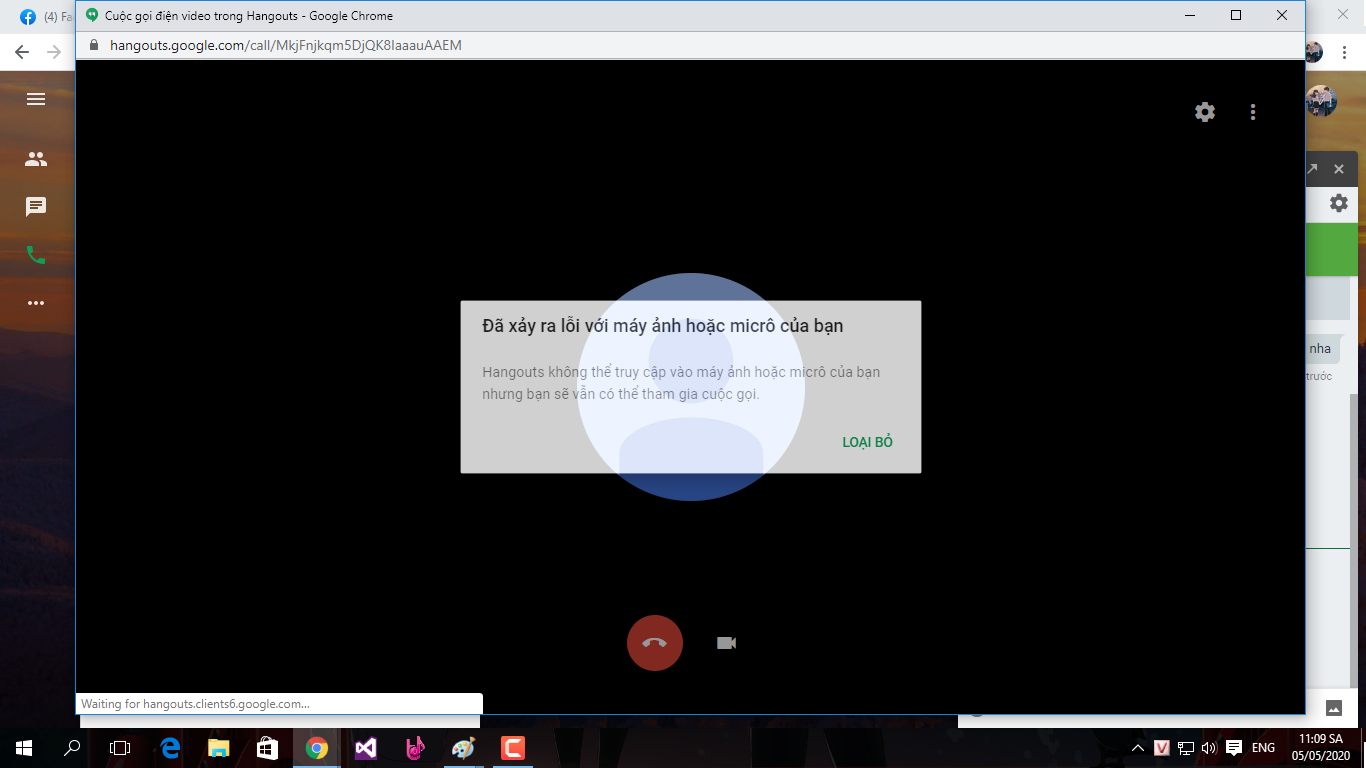 (4) Fa
Cuộc gọi điện video trong Hangouts - Google Chrome
hangouts.google.com/call/MkjFnjkqm5DjQK8IaaauAAEM
Đã xảy ra lỗi với máy ảnh hoặc micrô của bạn
Hangouts không thể truy cập vào máy ảnh hoặc micrô của bạn
nhưng bạn sẽ vẫn có thể tham gia cuộc gọi.
LOẠI BỎ
nha
trước
Waiting for hangouts.clients6.google.com...
ENG
11:09 SA
05/05/2020